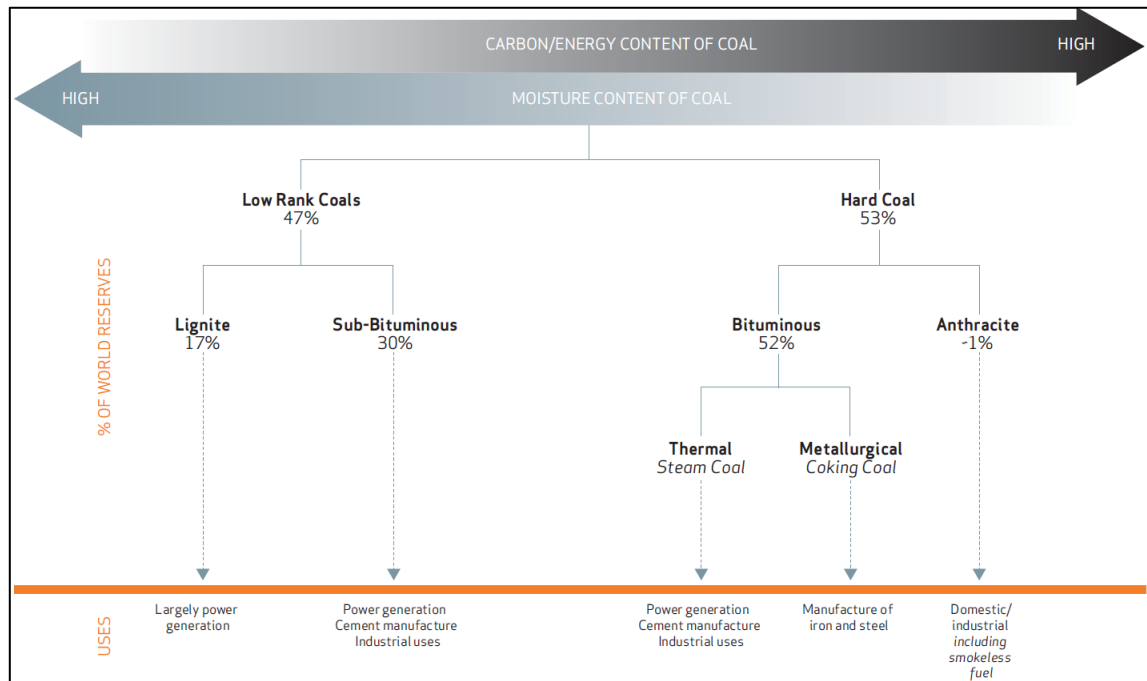 CARBON/ENERGY CONTENT OF COAL
HIGH
HIGH
MOISTURE CONTENT OF COAL
Low Rank Coals
47%
Hard Coal
53%
% OF WORLD RESERVES
Lignite
17%
Sub-Bituminous
30%
Bituminous
52%
Anthracite
~1%
Thermal
Steam Coal
Metallurgical
Coking Coal
USES
Largely power
generation
Power generation
Cement manufacture
Industrial uses
Power generation
Cement manufacture
Industrial uses
Manufacture of
iron and steel
Domestic/
industrial
including
smokeless
fuel